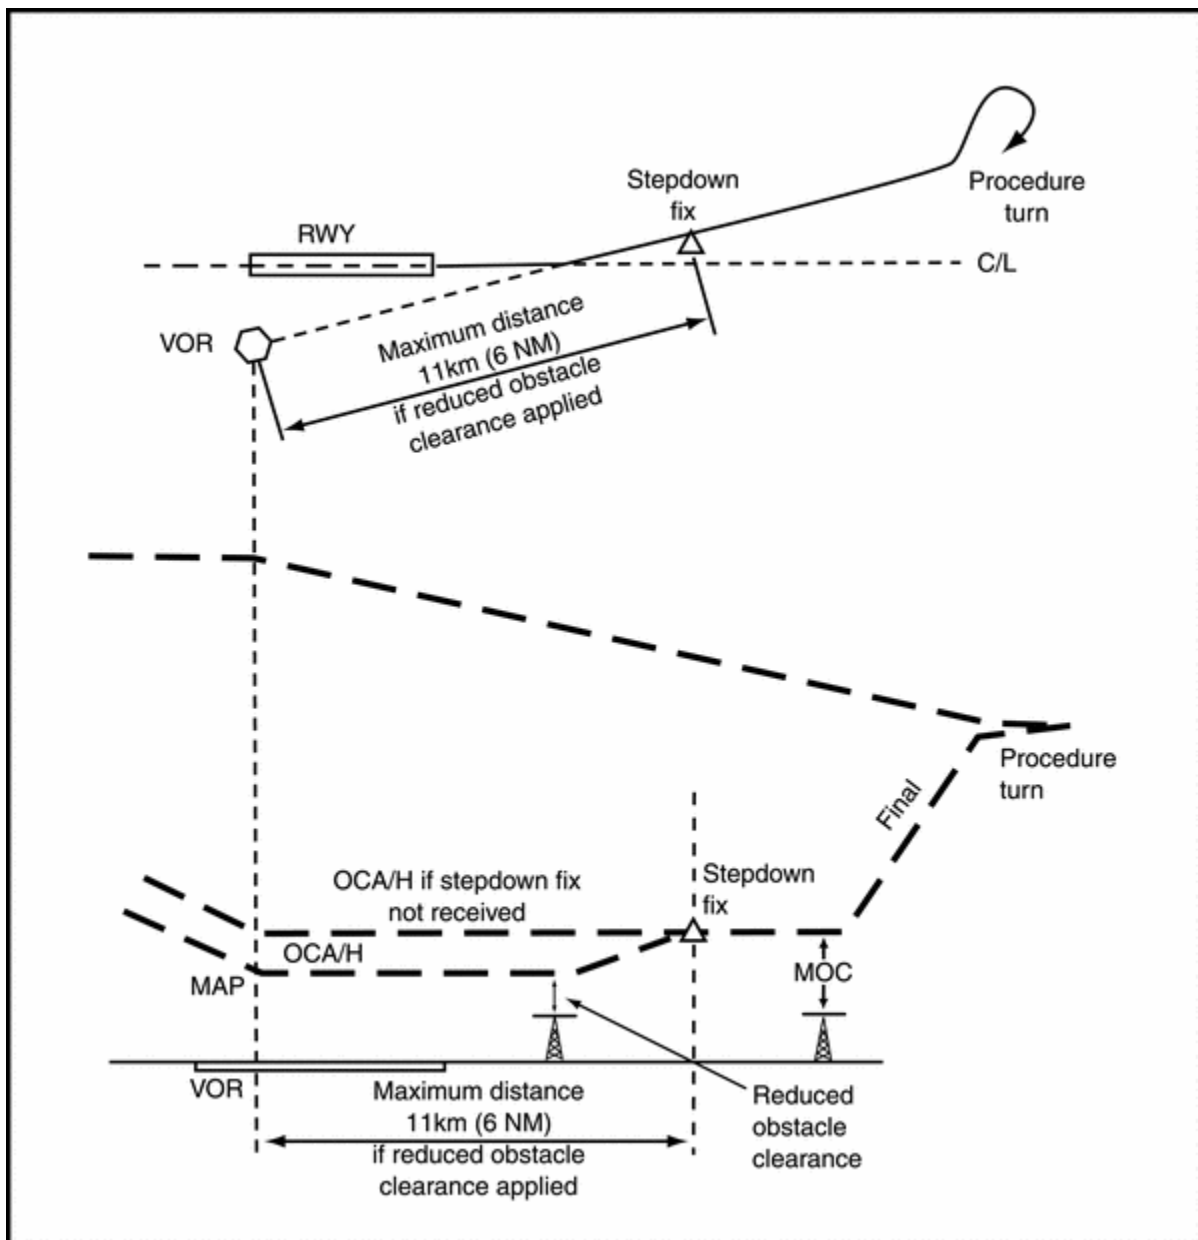 Stepdown
fix
Procedure
turn
RWY
C/L
VOR
Maximum distance
11km (6 NM)
if reduced obstacle
clearance applied
Procedure
turn
Final
Stepdown
fix
OCA/H if stepdown fix
not received
OCA/H
MOC
MAP
VOR
Maximum distance
11km (6 NM)
if reduced obstacle
clearance applied
Reduced
obstacle
clearance